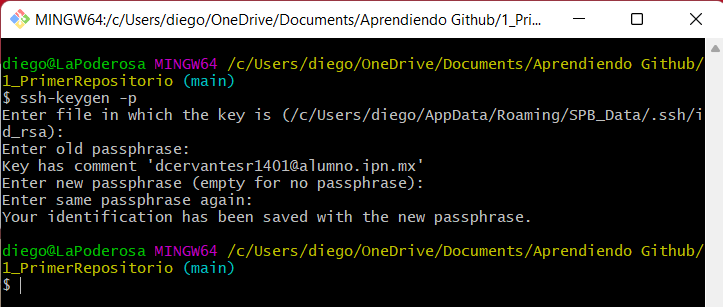 MINGW64:/c/Users/diego/OneDrive/Documents/Aprendiendo Github/1_Pri...
diego@LaPoderosa MINGW64 /c/Users/diego/OneDrive/Documents/Aprendiendo Github/
1_PrimerRepositorio (main)
$ ssh-keygen -p
Enter file in which the key is (/c/Users/diego/AppData/Roaming/SPB_Data/.ssh/i
d_rsa):
Enter old passphrase:
Key has comment 'dcervantesr1401@alumno.ipn.mx'
Enter new passphrase (empty for no passphrase):
Enter same passphrase again:
Your identification has been saved with the new passphrase.
diego@LaPoderosa MINGW64 /c/Users/diego/OneDrive/Documents/Aprendiendo Github/
1_PrimerRepositorio (main)
$